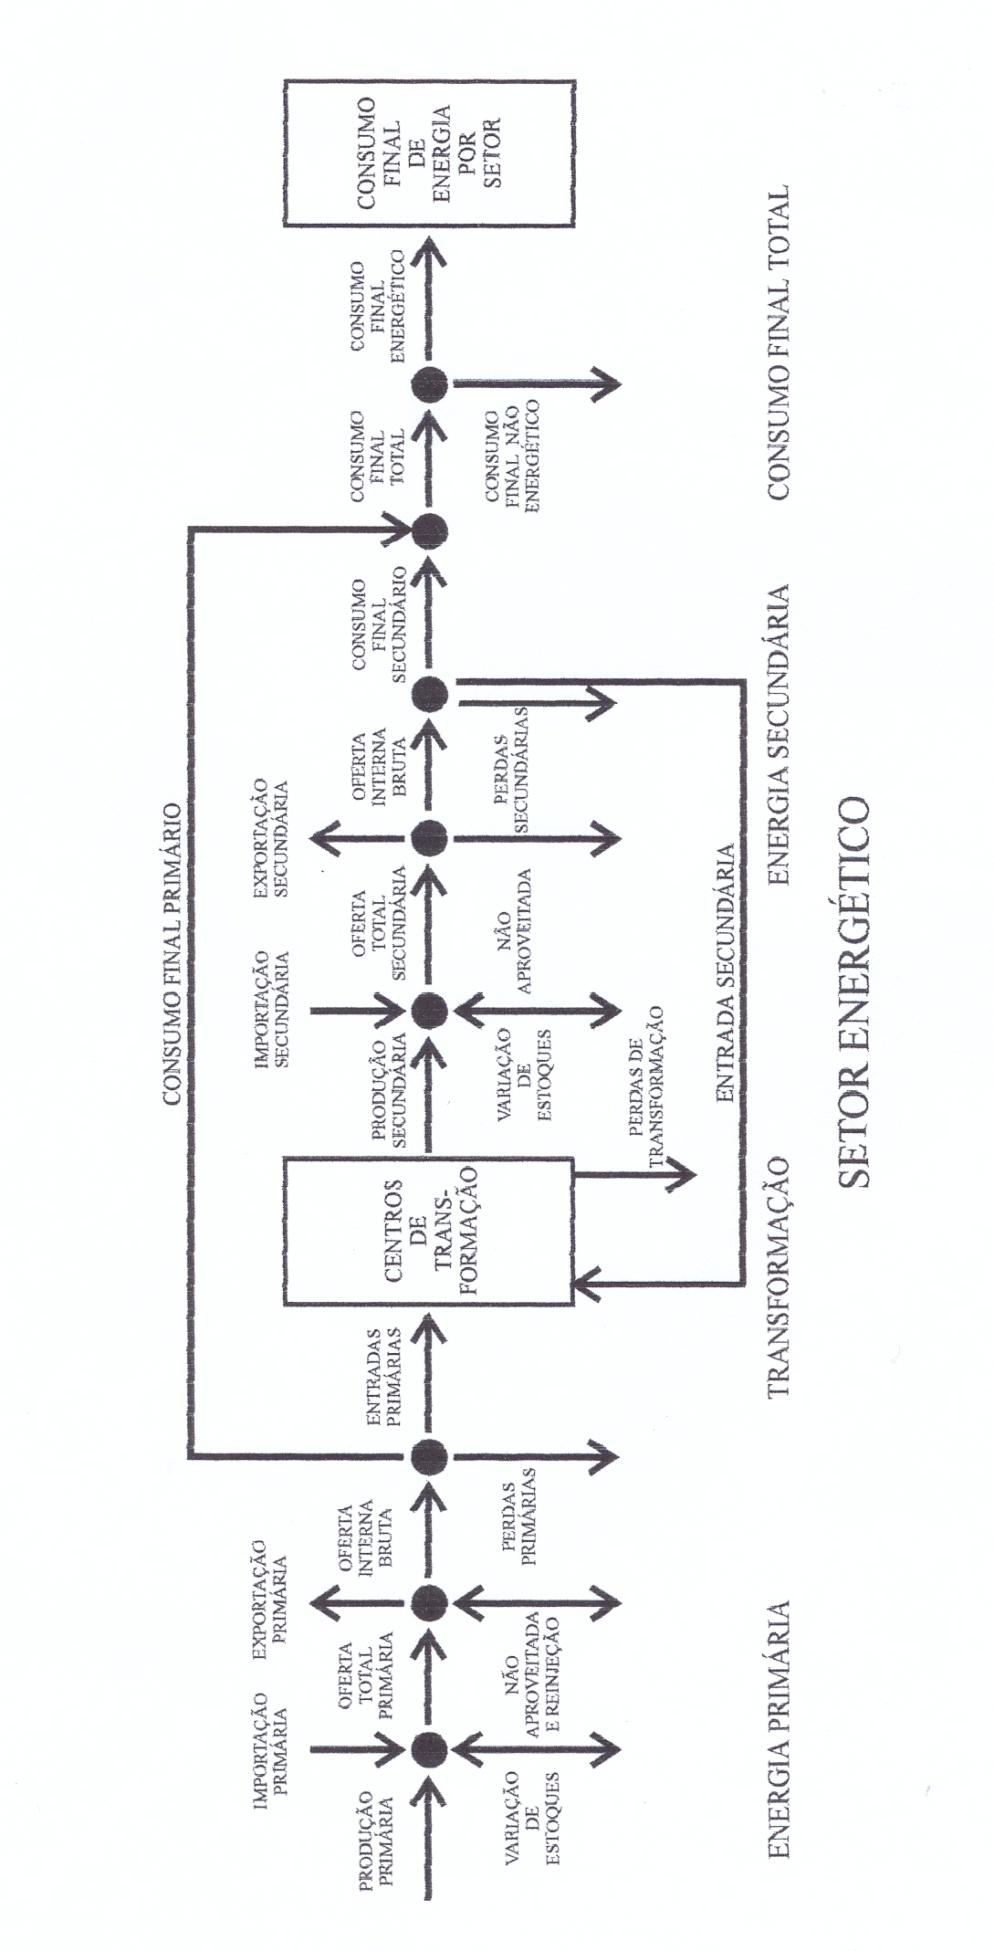 CONSUMO FINAL PRIMÁRIO
IMPORTAÇÃO
PRIMÁRIA
EXPORTAÇÃO
PRIMÁRIA
IMPORTAÇÃO
SECUNDÁRIA
EXPORTAÇÃO
SECUNDÁRIA
PRODUÇÃO
PRIMÁRIA
OFERTA
TOTAL
PRIMÁRIA
OFERTA
INTERNA
BRUTA
ENTRADAS
PRIMÁRIAS
CENTROS
DE
TRANS-
FORMAÇÃO
PRODUÇÃO
SECUNDÁRIA
OFERTA
TOTAL
SECUNDÁRIA
OFERTA
INTERNA
BRUTA
CONSUMO
FINAL
SECUNDÁRIO
CONSUMO
FINAL
TOTAL
CONSUMO
FINAL
ENERGÉTICO
CONSUMO
FINAL
DE
ENERGIA
POR
SETOR
VARIAÇÃO
DE
ESTOQUES
NÃO
APROVEITADA
E REINJEÇÃO
PERDAS
PRIMÁRIAS
VARIAÇÃO
DE
ESTOQUES
NÃO
APROVEITADA
PERDAS
SECUNDÁRIAS
CONSUMO
FINAL NÃO
ENERGÉTICO
PERDAS DE
TRANSFORMAÇÃO
ENTRADA SECUNDÁRIA
ENERGIA PRIMÁRIA
TRANSFORMAÇÃO
ENERGIA SECUNDÁRIA
CONSUMO FINAL TOTAL
SETOR ENERGÉTICO